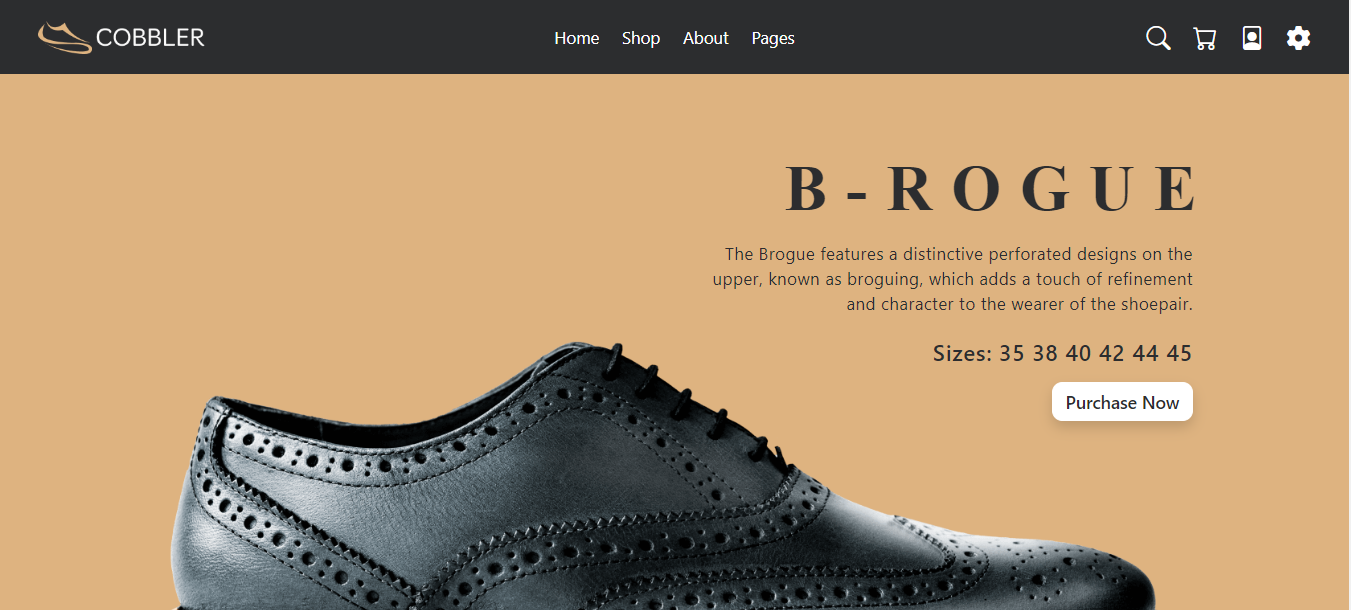 COBBLER
Home Shop About Pages
B-ROGUE
The Brogue features a distinctive perforated designs on the
upper, known as broguing, which adds a touch of refinement
and character to the wearer of the shoepair.
Sizes: 35 38 40 42 44 45
Purchase Now